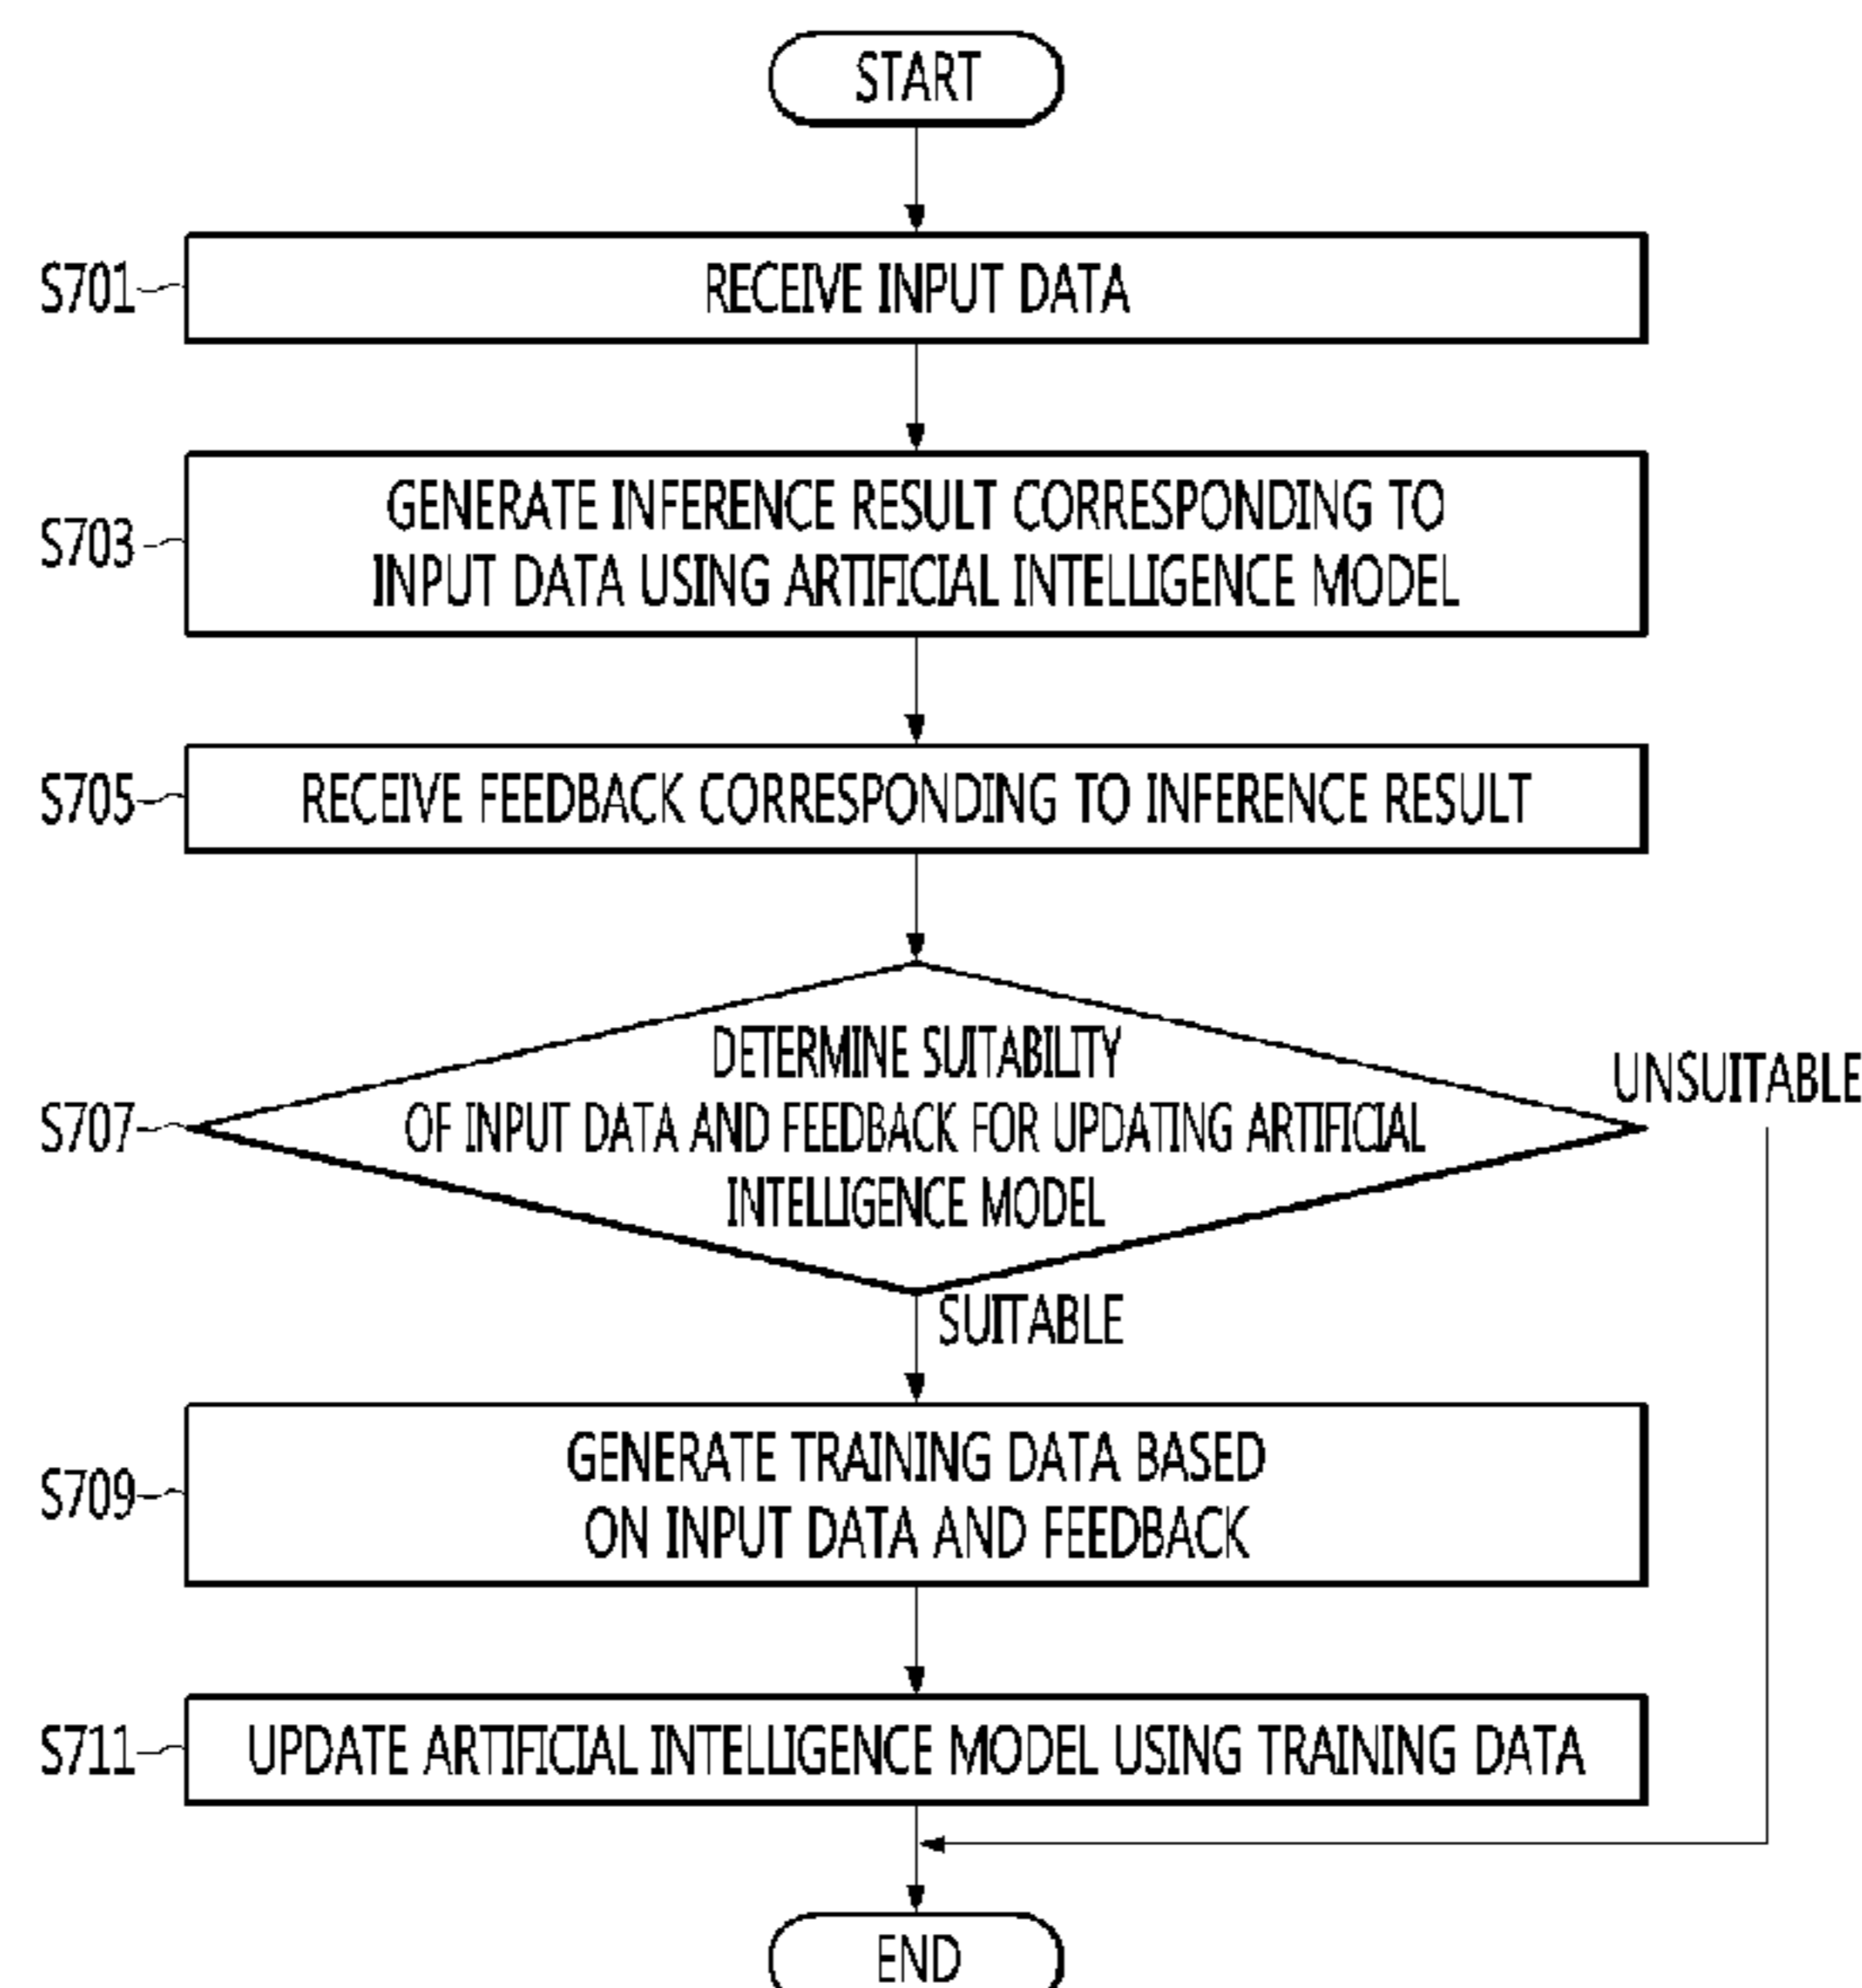 START
S701
RECEIVE INPUT DATA
S703
GENERATE INFERENCE RESULT CORRESPONDING TO
INPUT DATA USING ARTIFICIAL INTELLIGENCE MODEL
S705
RECEIVE FEEDBACK CORRESPONDING TO INFERENCE RESULT
S707
DETERMINE SUITABILITY
OF INPUT DATA AND FEEDBACK FOR UPDATING ARTIFICIAL
INTELLIGENCE MODEL
UNSUITABLE
SUITABLE
S709
GENERATE TRAINING DATA BASED
ON INPUT DATA AND FEEDBACK
S711
UPDATE ARTIFICIAL INTELLIGENCE MODEL USING TRAINING DATA
END